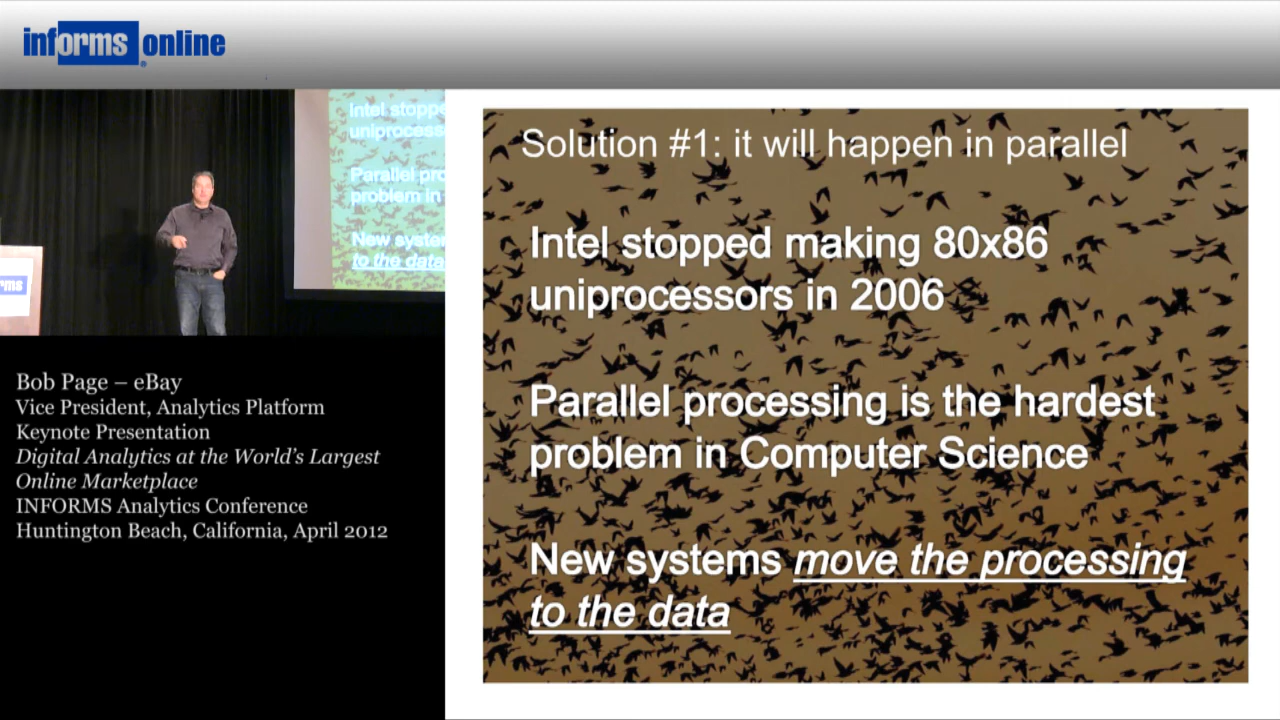 informs online
®
Intel stoppe
uniprocess
Parallel pro
problem in
New system
to the data
rms
Bob Page – eBay
Vice President, Analytics Platform
Keynote Presentation
Digital Analytics at the World's Largest
Online Marketplace
INFORMS Analytics Conference
Huntington Beach, California, April 2012
Solution #1: it will happen in parallel
Intel stopped making 80x86
uniprocessors in 2006
Parallel processing is the hardest
problem in Computer Science
New systems move the processing
to the data